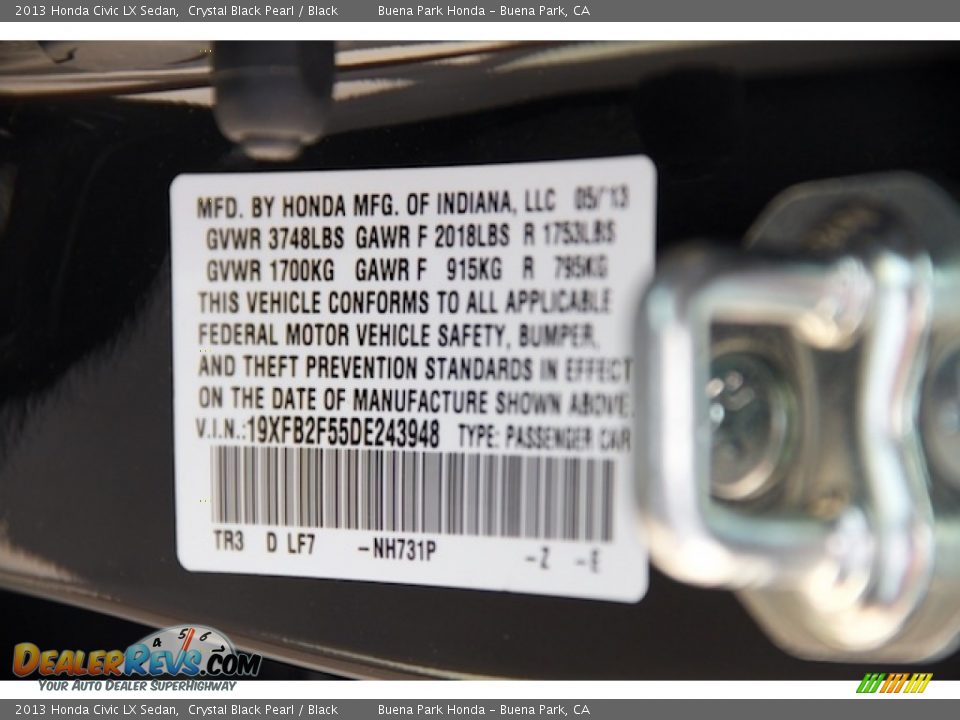 2013 Honda Civic LX Sedan, Crystal Black Pearl / Black Buena Park Honda - Buena Park, CA
MFD. BY HONDA MFG. OF INDIANA, LLC 05/13
GVWR 3748LBS GAWR F 2018LBS R 1753LBS
GVWR 1700KG GAWR F 915KG R 795KG
THIS VEHICLE CONFORMS TO ALL APPLICABLE
FEDERAL MOTOR VEHICLE SAFETY, BUMPER,
AND THEFT PREVENTION STANDARDS IN EFFECT
ON THE DATE OF MANUFACTURE SHOWN ABOVE.
V.I.N.:19XFB2F55DE243948 TYPE: PASSENGER CAR
TR3 D LF7 -NH731P -Z -E
4 5 6
DEALERREVS.COM
YOUR AUTO DEALER SUPERHIGHWAY
2013 Honda Civic LX Sedan, Crystal Black Pearl / Black Buena Park Honda - Buena Park, CA